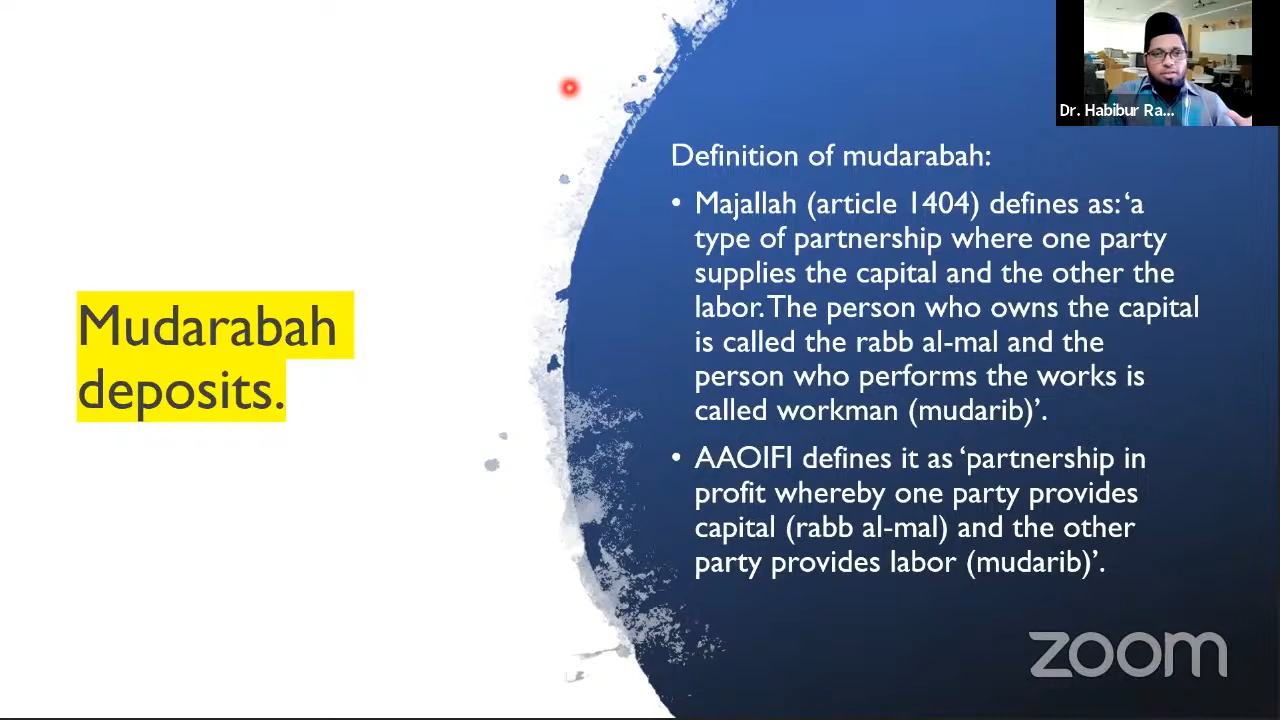 Dr. Habibur Ra...
Mudarabah
deposits.
Definition of mudarabah:
• Majallah (article 1404) defines as: ‘a
type of partnership where one party
supplies the capital and the other the
labor. The person who owns the capital
is called the rabb al-mal and the
person who performs the works is
called workman (mudarib)’.
• AAOIFI defines it as ‘partnership in
profit whereby one party provides
capital (rabb al-mal) and the other
party provides labor (mudarib)’.
zoom